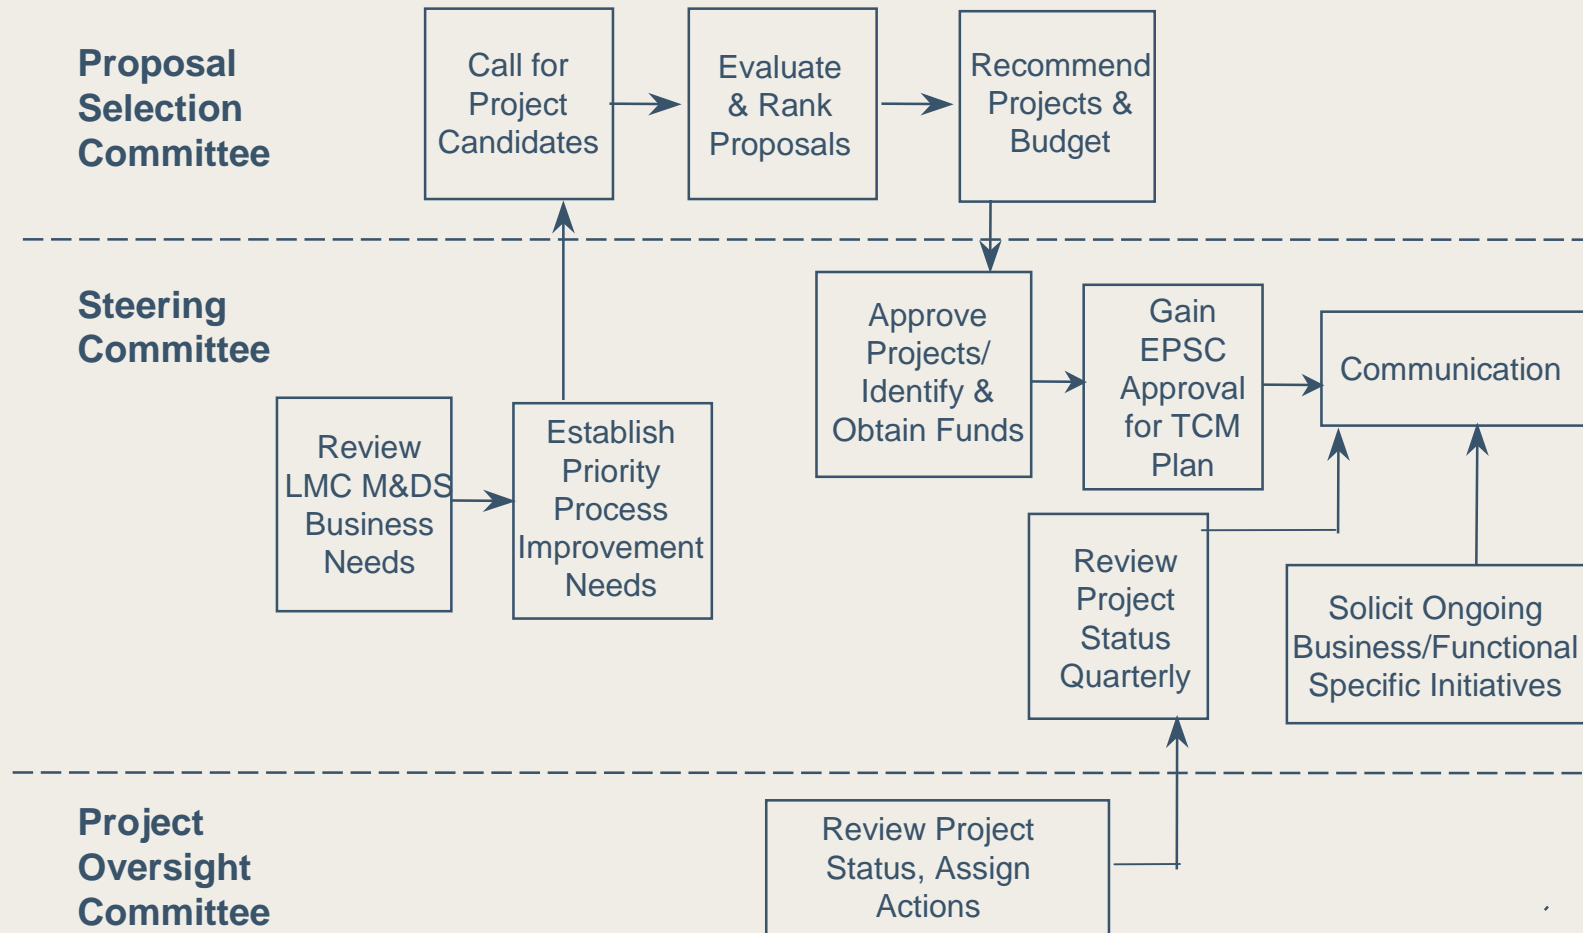 Proposal
Selection
Committee
Call for
Project
Candidates
Evaluate
& Rank
Proposals
Recommend
Projects &
Budget
Steering
Committee
Review
LMC M&DS
Business
Needs
Establish
Priority
Process
Improvement
Needs
Approve
Projects/
Identify &
Obtain Funds
Gain
EPSC
Approval
for TCM
Plan
Communication
Review
Project
Status
Quarterly
Solicit Ongoing
Business/Functional
Specific Initiatives
Project
Oversight
Committee
Review Project
Status, Assign
Actions